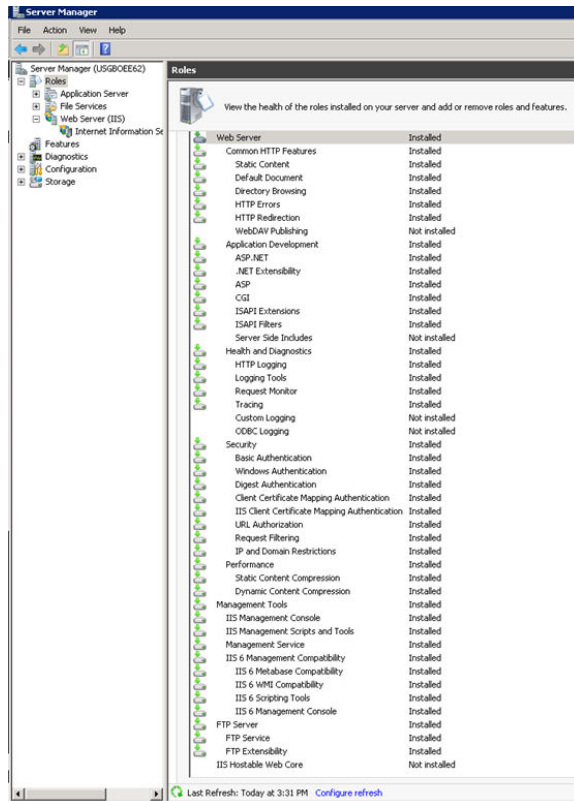 Server Manager
File Action View Help
Server Manager (USGBOEE62)
Roles
Application Server
File Services
Web Server (IIS)
Internet Information Se
Features
Diagnostics
Configuration
Storage
Roles
View the health of the roles installed on your server and add or remove roles and features.
Web Server Installed
Common HTTP Features Installed
Static Content Installed
Default Document Installed
Directory Browsing Installed
HTTP Errors Installed
HTTP Redirection Installed
WebDAV Publishing Not installed
Application Development Installed
ASP.NET Installed
.NET Extensibility Installed
ASP Installed
CGI Installed
ISAPI Extensions Installed
ISAPI Filters Installed
Server Side Includes Not installed
Health and Diagnostics Installed
HTTP Logging Installed
Logging Tools Installed
Request Monitor Installed
Tracing Installed
Custom Logging Not installed
ODBC Logging Not installed
Security Installed
Basic Authentication Installed
Windows Authentication Installed
Digest Authentication Installed
Client Certificate Mapping Authentication Installed
IIS Client Certificate Mapping Authentication Installed
URL Authorization Installed
Request Filtering Installed
IP and Domain Restrictions Installed
Performance Installed
Static Content Compression Installed
Dynamic Content Compression Installed
Management Tools Installed
IIS Management Console Installed
IIS Management Scripts and Tools Installed
Management Service Installed
IIS 6 Management Compatibility Installed
IIS 6 Metabase Compatibility Installed
IIS 6 WMI Compatibility Installed
IIS 6 Scripting Tools Installed
IIS 6 Management Console Installed
FTP Server Installed
FTP Service Installed
FTP Extensibility Installed
IIS Hostable Web Core Not installed
Last Refresh: Today at 3:31 PM Configure refresh